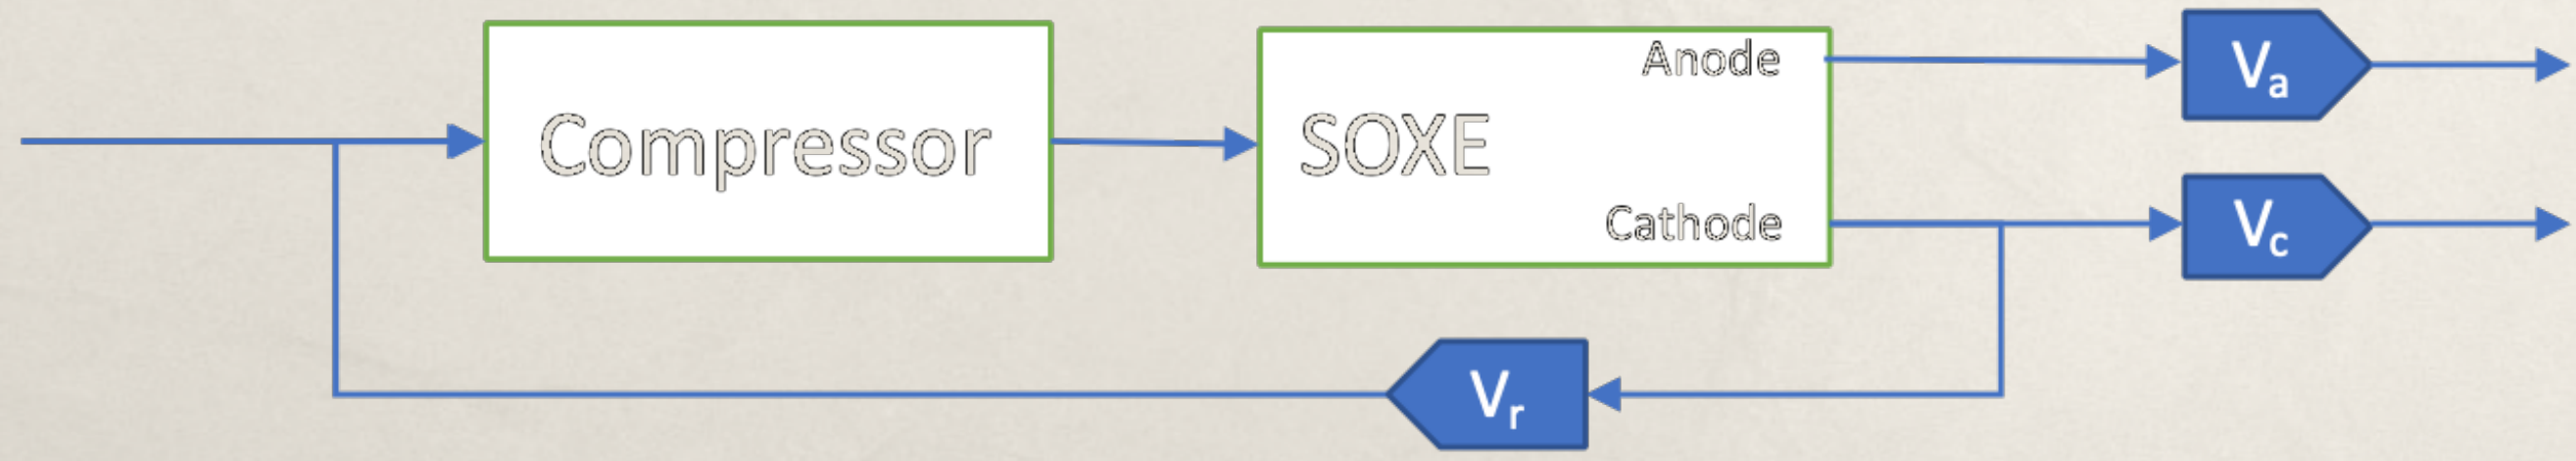 Compressor
SOXE
Anode
Cathode
Va
Vc
Vr